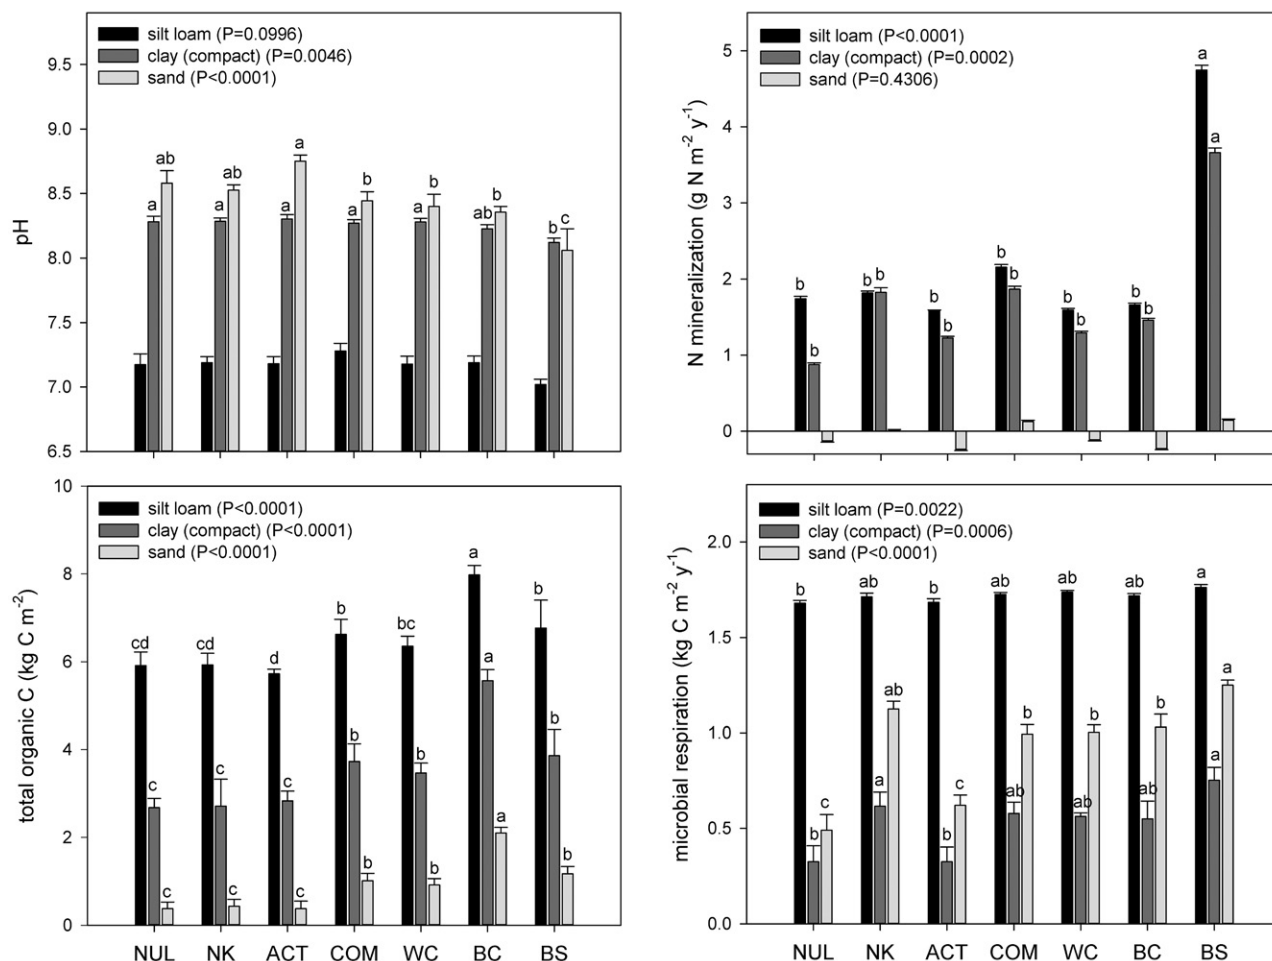 silt loam (P=0.0996)
clay (compact) (P=0.0046)
sand (P<0.0001)
pH
9.5
9.0
8.5
8.0
7.5
7.0
6.5
ab
ab
a
b
b
b
c
a
a
a
a
a
ab
b
silt loam (P<0.0001)
clay (compact) (P=0.0002)
sand (P=0.4306)
N mineralization (g N m⁻² y⁻¹)
5
4
3
2
1
0
b
b
b
b
b
b
b
b
b
b
b
b
a
a
silt loam (P<0.0001)
clay (compact) (P<0.0001)
sand (P<0.0001)
total organic C (kg C m⁻²)
10
8
6
4
2
0
cd
c
c
cd
c
c
d
c
c
b
b
b
bc
b
b
a
a
a
b
b
b
NUL NK ACT COM WC BC BS
silt loam (P=0.0022)
clay (compact) (P=0.0006)
sand (P<0.0001)
microbial respiration (kg C m⁻² y⁻¹)
2.0
1.5
1.0
0.5
0.0
b
b
c
ab
a
ab
b
b
c
ab
ab
b
ab
ab
b
ab
ab
b
a
a
a
NUL NK ACT COM WC BC BS